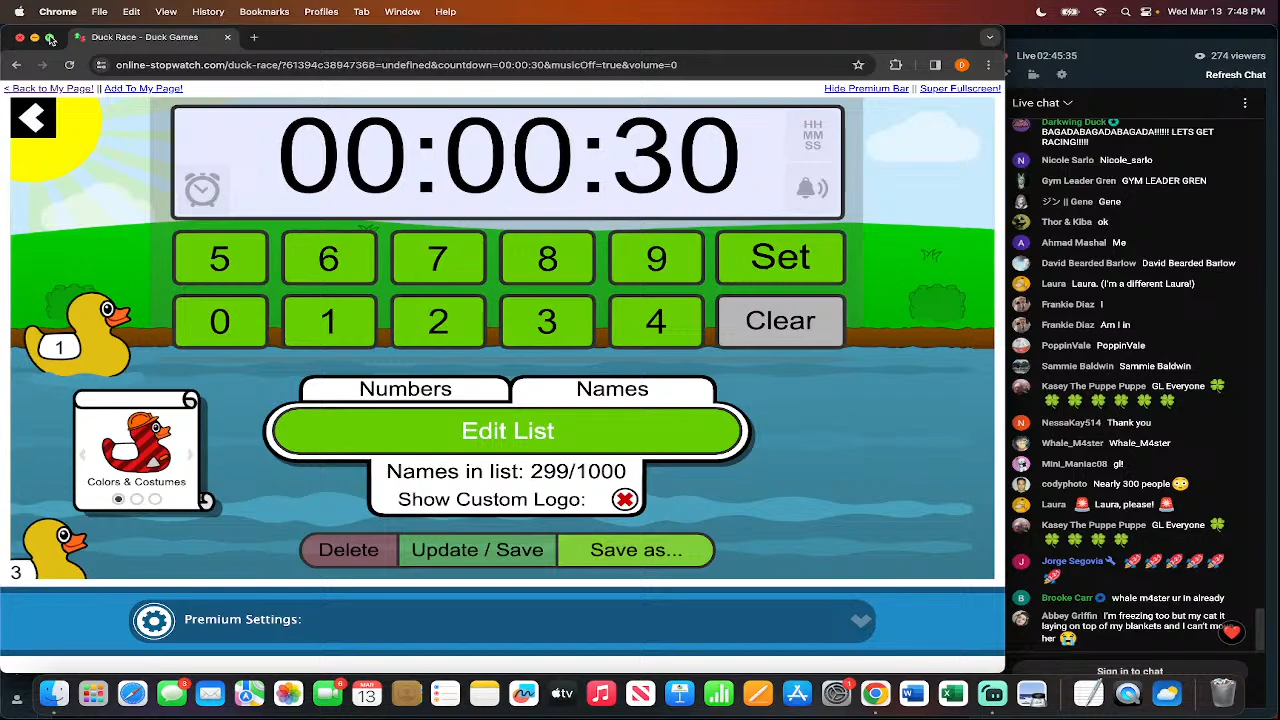 Chrome File Edit View History Bookmarks Profiles Tab Window Help Wed Mar 13 7:48 PM
Duck Race - Duck Games
online-stopwatch.com/duck-race/?61394c38947368=undefined&countdown=00:00:30&musicOff=true&volume=0
< Back to My Page! || Add To My Page! Hide Premium Bar || Super Fullscreen!
00:00:30
HH
MM
SS
5 6 7 8 9 Set
0 1 2 3 4 Clear
1
Numbers Names
Edit List
Names in list: 299/1000
Show Custom Logo:
Colors & Costumes
Delete Update / Save Save as...
3
Premium Settings:
Live 02:45:35 274 viewers
Refresh Chat
Live chat
Darkwing Duck
BAGADABAGADABAGADA!!!!!! LETS GET
RACING!!!!!
N Nicole Sarlo Nicole_sarlo
Gym Leader Gren GYM LEADER GREN
ジン || Gene Gene
Thor & Kiba ok
A Ahmad Mashal Me
David Bearded Barlow David Bearded Barlow
Laura Laura. (I'm a different Laura!)
Frankie Diaz I
Frankie Diaz Am I in
PoppinVale PoppinVale
Sammie Baldwin Sammie Baldwin
Kasey The Puppe Puppe GL Everyone 🍀
🍀 🍀 🍀 🍀 🍀 🍀
N NessaKay514 Thank you
Whale_M4ster Whale_M4ster
Mini_Maniac08 gl!
codyphoto Nearly 300 people 😳
Laura 🚨 Laura, please! 🚨
Kasey The Puppe Puppe GL Everyone 🍀
🍀 🍀 🍀 🍀 🍀 🍀
J Jorge Segovia 🚀 🚀 🚀 🚀 🚀
🚀
B Brooke Carr whale m4ster ur in already
Abbey Griffin I'm freezing too but my cat it
laying on top of my blankets and I can't
her 😭
Sign in to chat
3 6 MAR 13 tv 1